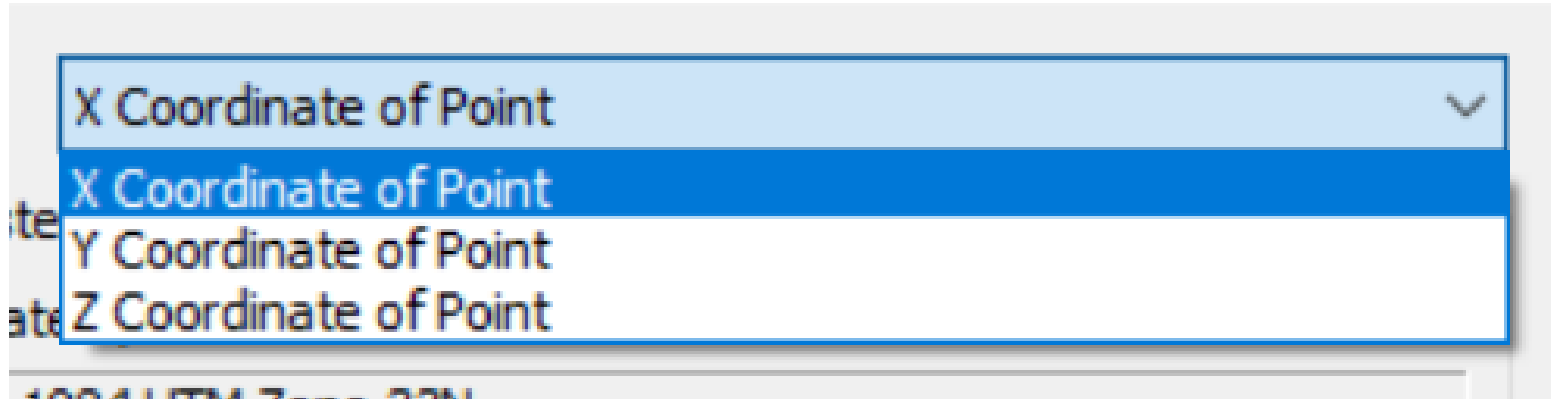 X Coordinate of Point
X Coordinate of Point
Y Coordinate of Point
Z Coordinate of Point